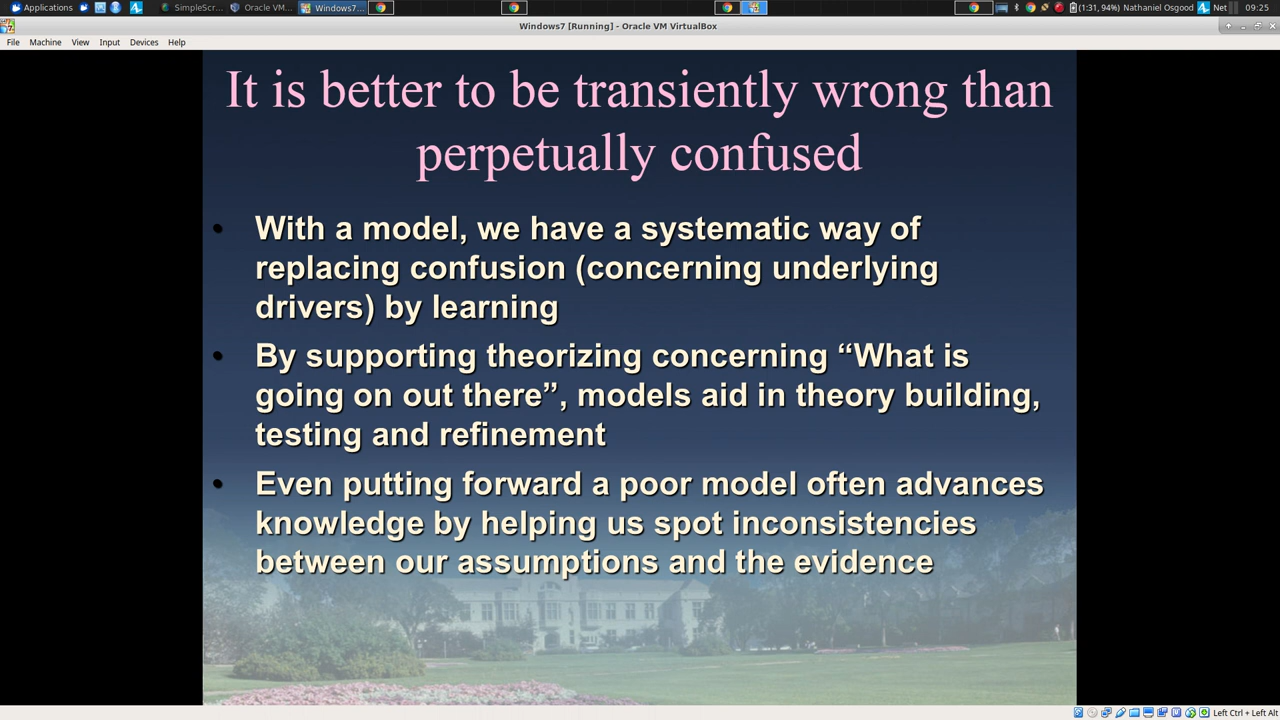 Applications
SimpleScr...
Oracle VM...
Windows7...
(1:31, 94%) Nathaniel Osgood
Net
09:25
Windows7 [Running] - Oracle VM VirtualBox
File Machine View Input Devices Help
It is better to be transiently wrong than
perpetually confused
• With a model, we have a systematic way of
replacing confusion (concerning underlying
drivers) by learning
• By supporting theorizing concerning “What is
going on out there”, models aid in theory building,
testing and refinement
• Even putting forward a poor model often advances
knowledge by helping us spot inconsistencies
between our assumptions and the evidence
Left Ctrl + Left Alt